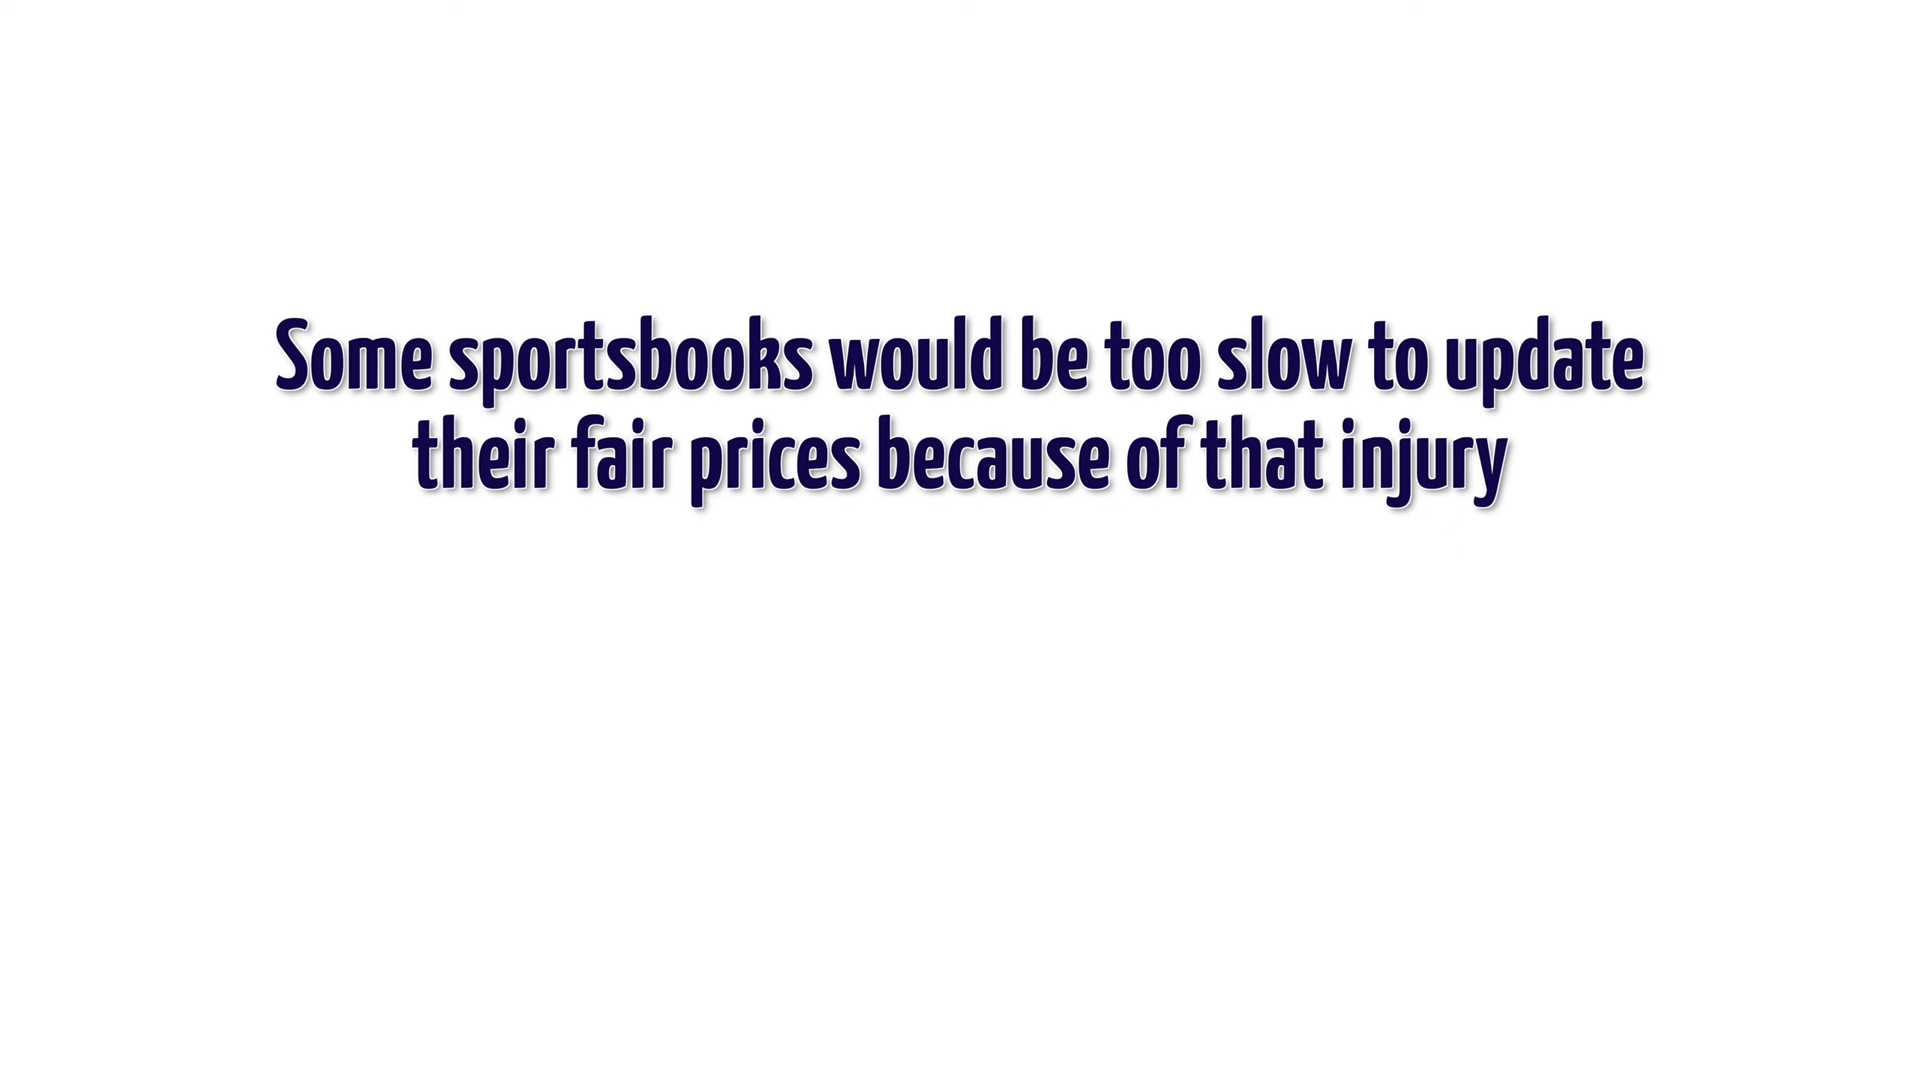 Some sportsbooks would be too slow to update
their fair prices because of that injury